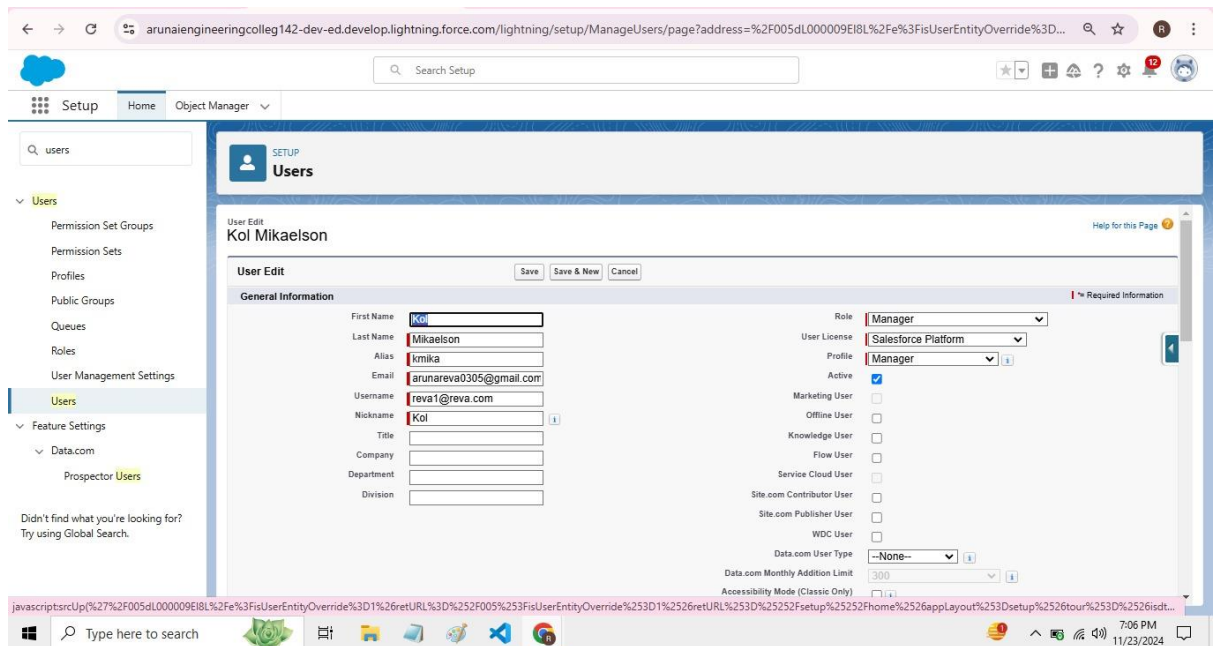 arunaiengineeringcolleg142-dev-ed.develop.lightning.force.com/lightning/setup/ManageUsers/page?address=%2F005dL000009EI8L%2Fe%3FisUserEntityOverride%3D...
R
Search Setup
12
Setup
Home
Object Manager
users
SETUP
Users
Users
Permission Set Groups
Permission Sets
Profiles
Public Groups
Queues
Roles
User Management Settings
Users
Feature Settings
Data.com
Prospector Users
Didn't find what you're looking for?
Try using Global Search.
User Edit
Kol Mikaelson
Help for this Page
User Edit
Save
Save & New
Cancel
General Information
= Required Information
First Name Kol
Last Name Mikaelson
Alias kmika
Email arunareva0305@gmail.com
Username reva1@reva.com
Nickname Kol
Title
Company
Department
Division
Role Manager
User License Salesforce Platform
Profile Manager
Active
Marketing User
Offline User
Knowledge User
Flow User
Service Cloud User
Site.com Contributor User
Site.com Publisher User
WDC User
Data.com User Type --None--
Data.com Monthly Addition Limit 300
Accessibility Mode (Classic Only)
javascript:srcUp(%27%2F005dL000009EI8L%2Fe%3FisUserEntityOverride%3D1%26retURL%3D%252F005%253FisUserEntityOverride%253D1%2526retURL%253D%25252Fsetup%25252Fhome%2526appLayout%253Dsetup%2526tour%253D%2526isdt...
Type here to search
7:06 PM
11/23/2024